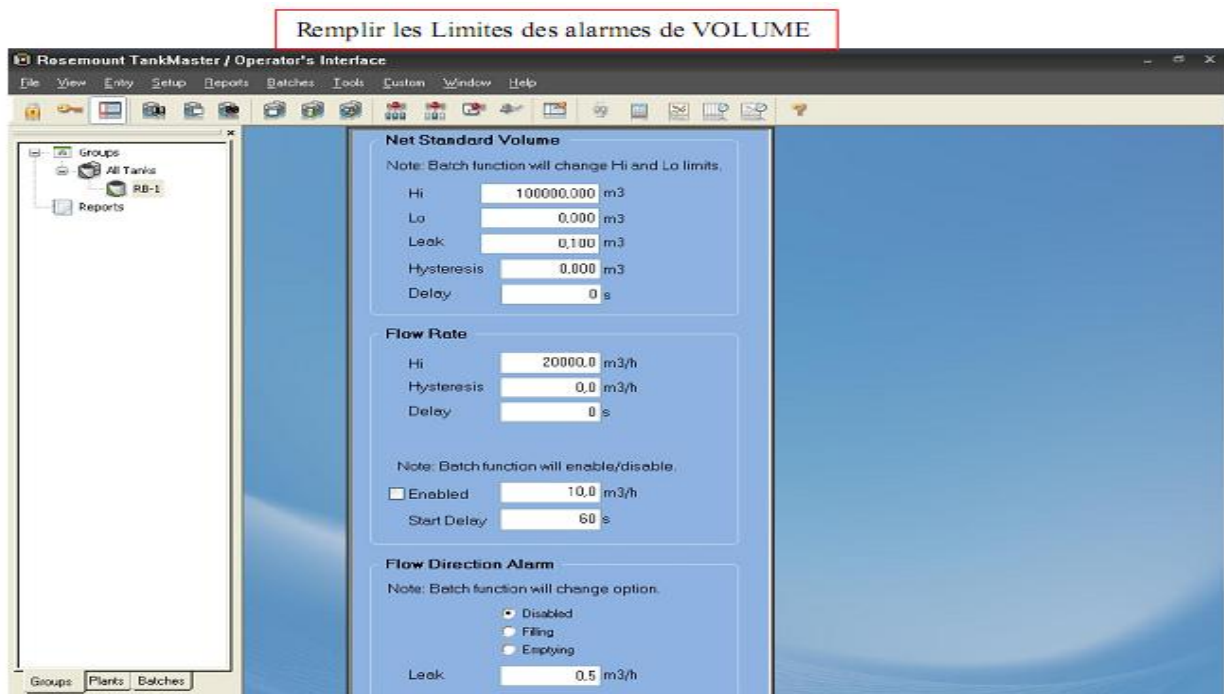 Remplir les Limites des alarmes de VOLUME
Rosemount TankMaster / Operator's Interface
File View Entry Setup Reports Batches Tools Custom Window Help
Groups
All Tanks
RB-1
Reports
Net Standard Volume
Note: Batch function will change Hi and Lo limits.
Hi 100000.000 m3
Lo 0.000 m3
Leak 0,100 m3
Hysteresis 0.000 m3
Delay 0 s
Flow Rate
Hi 20000,0 m3/h
Hysteresis 0,0 m3/h
Delay 0 s
Note: Batch function will enable/disable.
Enabled 10,0 m3/h
Start Delay 60 s
Flow Direction Alarm
Note: Batch function will change option.
Disabled
Filling
Emptying
Leak 0,5 m3/h
Groups Plants Batches